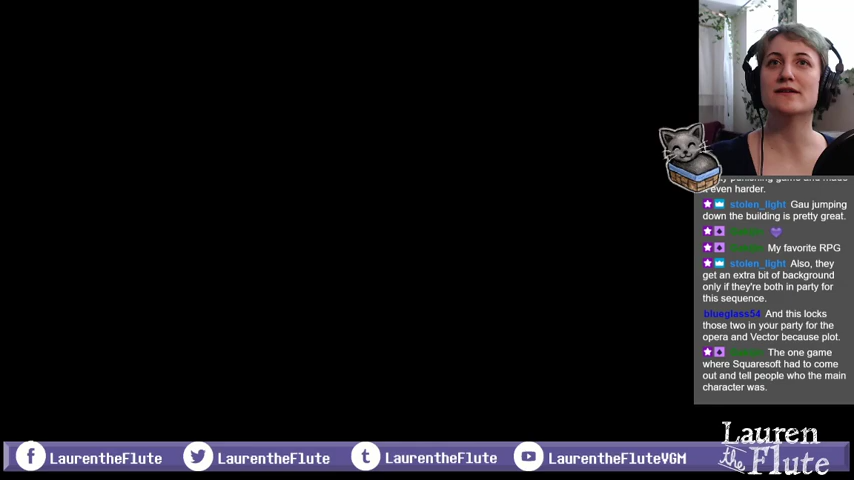 even harder.
stolen_light Gau jumping
down the building is pretty great.
My favorite RPG
stolen_light Also, they
get an extra bit of background
only if they're both in party for
this sequence.
blueglass54 And this locks
those two in your party for the
opera and Vector because plot.
The one game
where Squaresoft had to come
out and tell people who the main
character was.
LaurentheFlute LaurentheFlute LaurentheFlute LaurentheFluteVGM
Lauren
the Flute